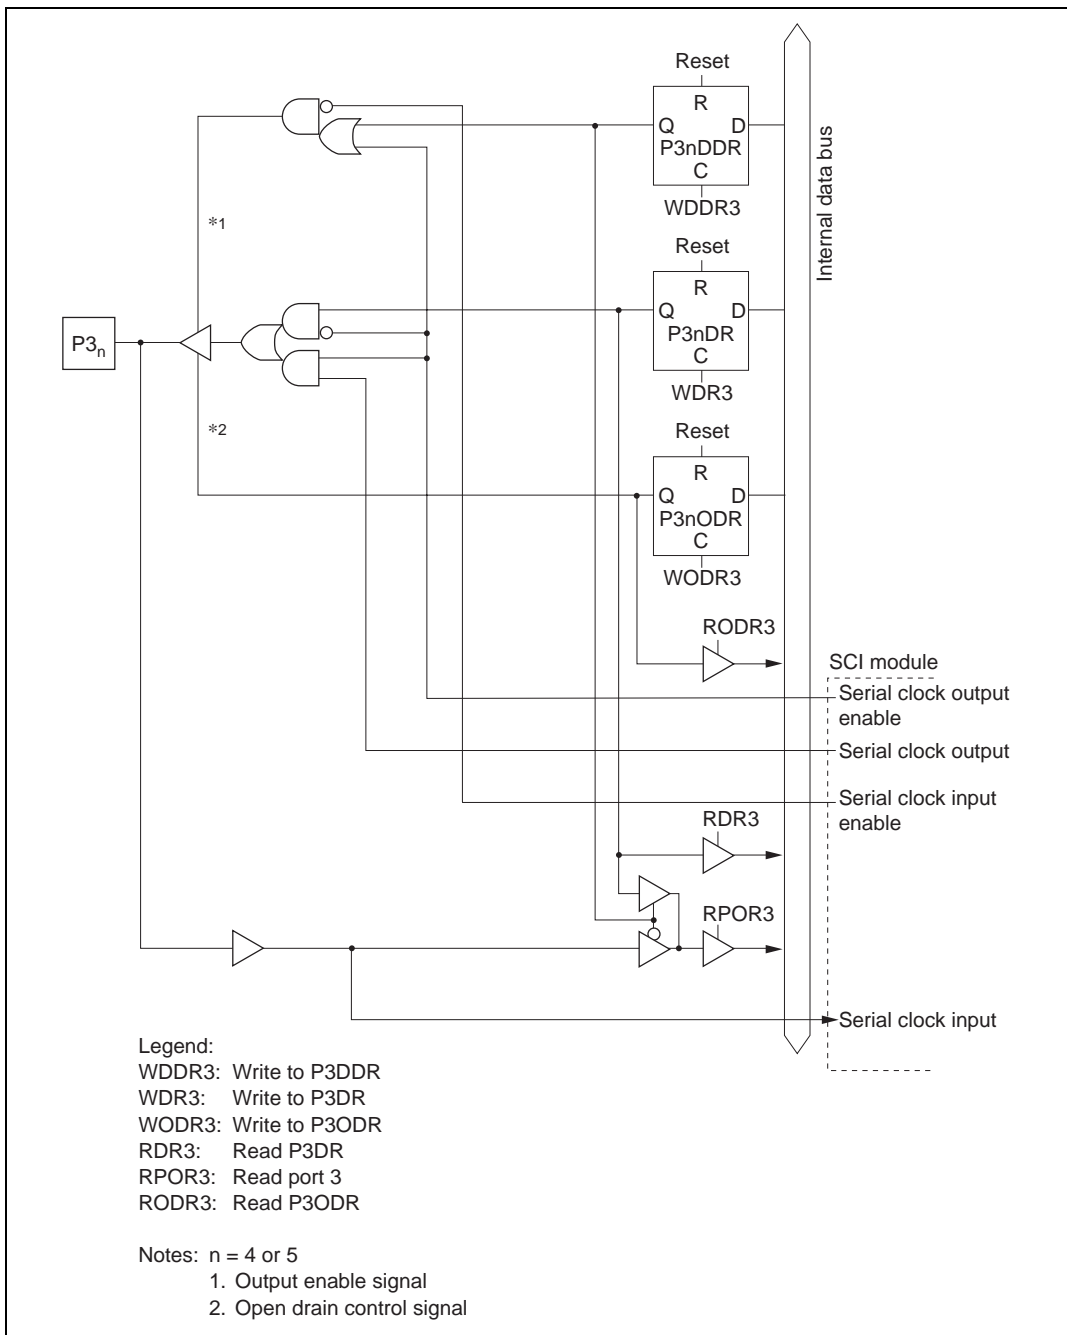 Reset
R
Q D
P3nDDR
C
WDDR3
Internal data bus
*1
Reset
R
Q D
P3nDR
C
WDR3
P3n
*2
Reset
R
Q D
P3nODR
C
WODR3
RODR3
SCI module
Serial clock output
enable
Serial clock output
Serial clock input
enable
RDR3
RPOR3
Serial clock input
Legend:
WDDR3: Write to P3DDR
WDR3: Write to P3DR
WODR3: Write to P3ODR
RDR3: Read P3DR
RPOR3: Read port 3
RODR3: Read P3ODR
Notes: n = 4 or 5
1. Output enable signal
2. Open drain control signal